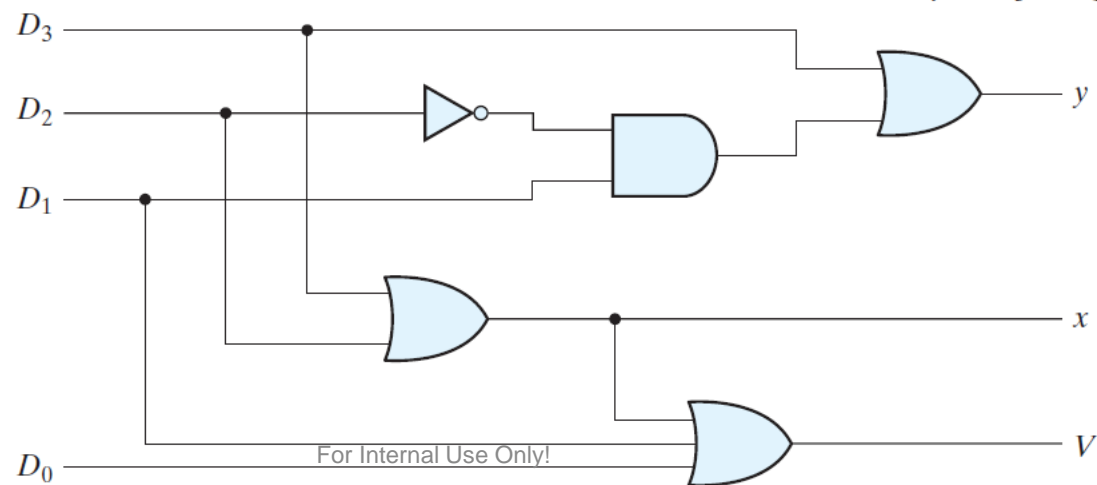 D₃
y
D₂
D₁
x
V
For Internal Use Only!
D₀